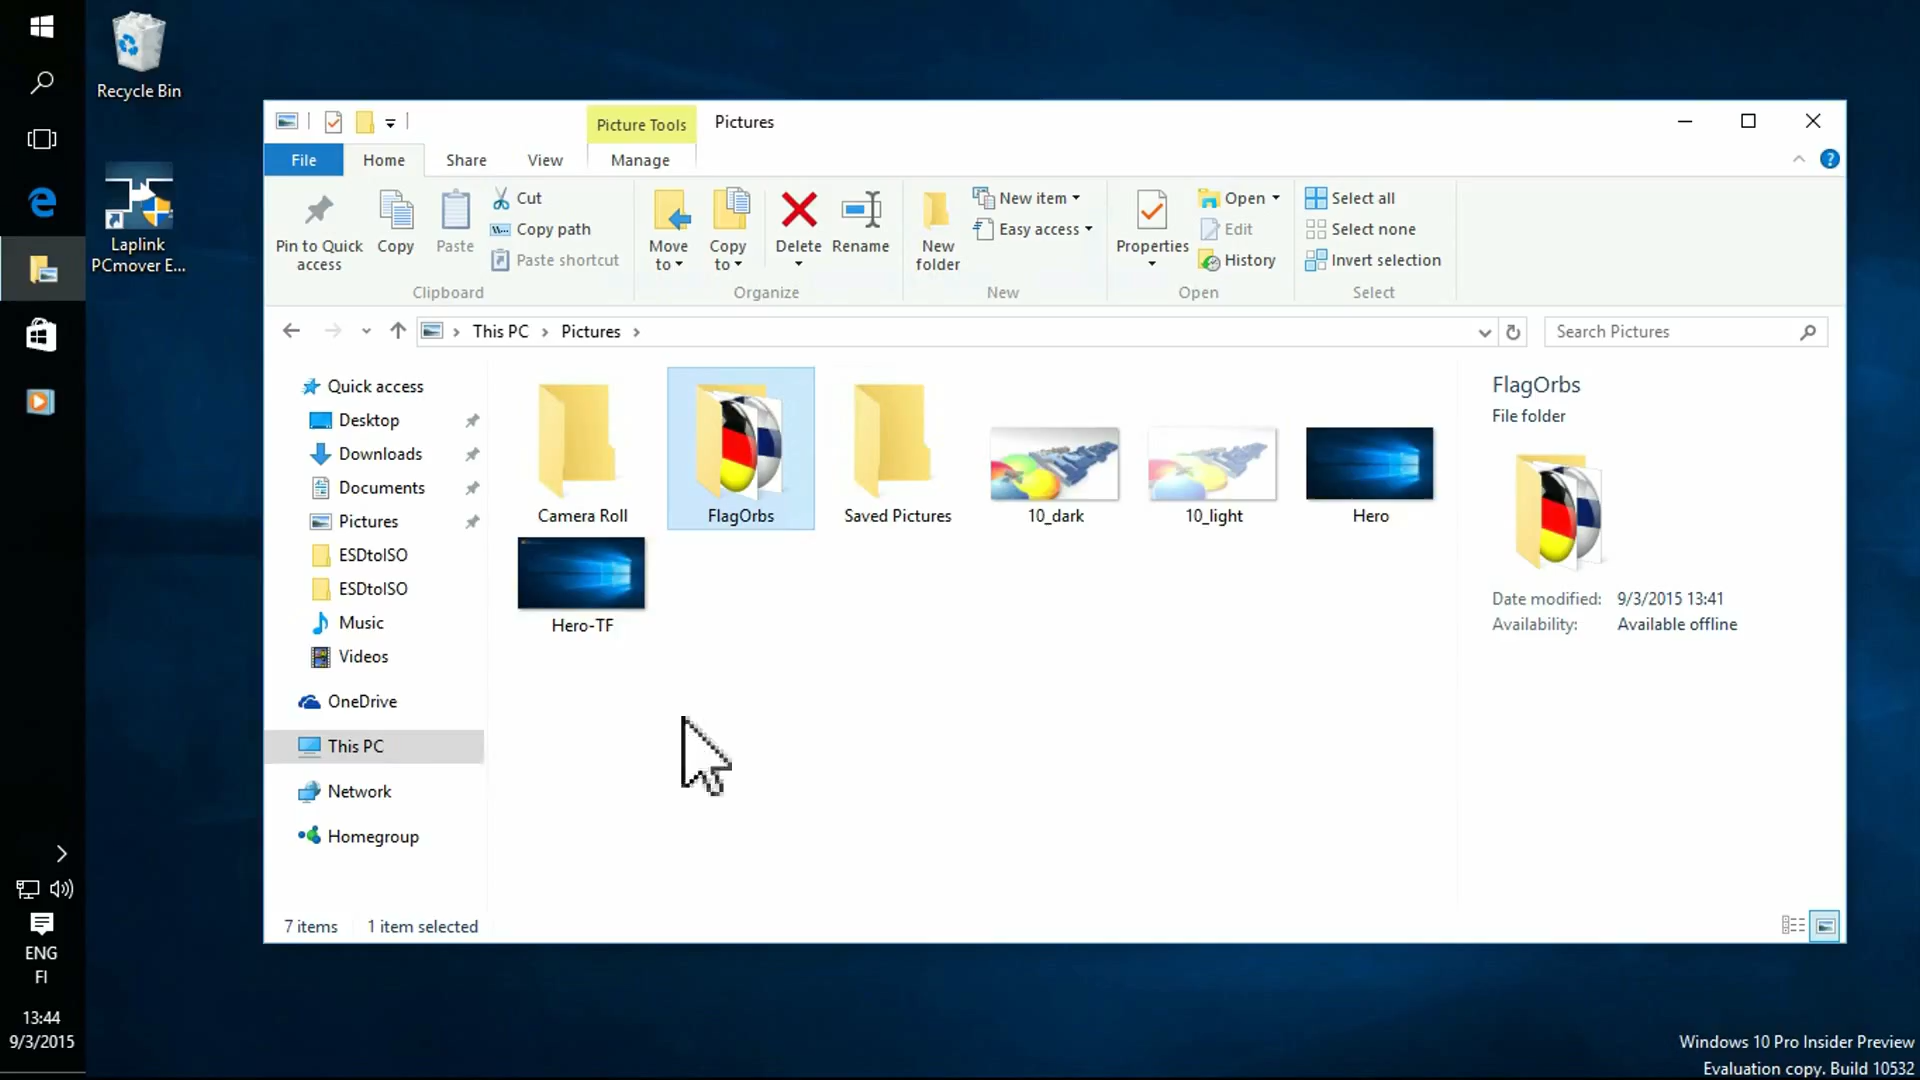 Recycle Bin
Laplink
PCmover E...
Picture Tools
Pictures
File
Home
Share
View
Manage
Pin to Quick
access
Copy
Paste
Cut
Copy path
Paste shortcut
Clipboard
Move
to
Copy
to
Delete
Rename
Organize
New
folder
New item
Easy access
New
Properties
Open
Edit
History
Open
Select all
Select none
Invert selection
Select
This PC
Pictures
Search Pictures
Quick access
Desktop
Downloads
Documents
Pictures
ESDtoISO
ESDtoISO
Music
Videos
OneDrive
This PC
Network
Homegroup
Camera Roll
FlagOrbs
Saved Pictures
10_dark
10_light
Hero
Hero-TF
FlagOrbs
File folder
Date modified: 9/3/2015 13:41
Availability: Available offline
7 items
1 item selected
ENG
FI
13:44
9/3/2015
Windows 10 Pro Insider Preview
Evaluation copy. Build 10532